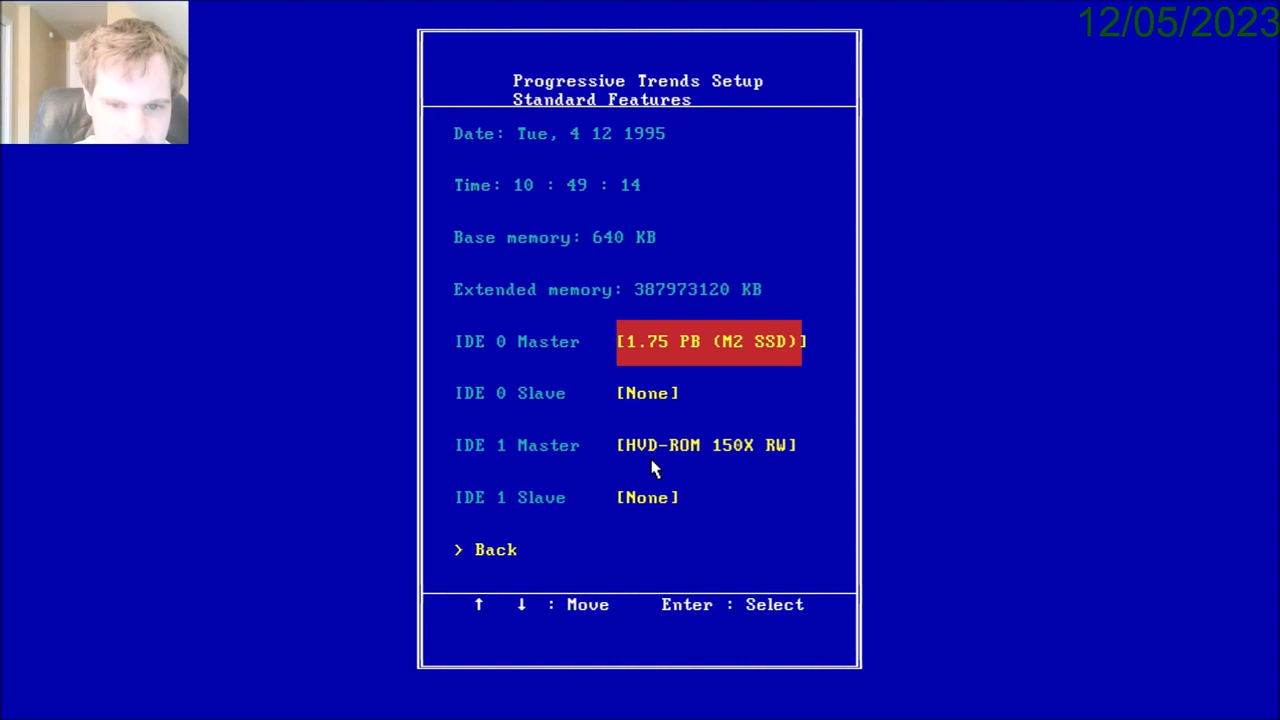 12/05/2023
Progressive Trends Setup
Standard Features
Date: Tue, 4 12 1995
Time: 10 : 49 : 14
Base memory: 640 KB
Extended memory: 387973120 KB
IDE 0 Master [1.75 PB (M2 SSD)]
IDE 0 Slave [None]
IDE 1 Master [HVD-ROM 150X RW]
IDE 1 Slave [None]
> Back
↑ ↓ : Move Enter : Select